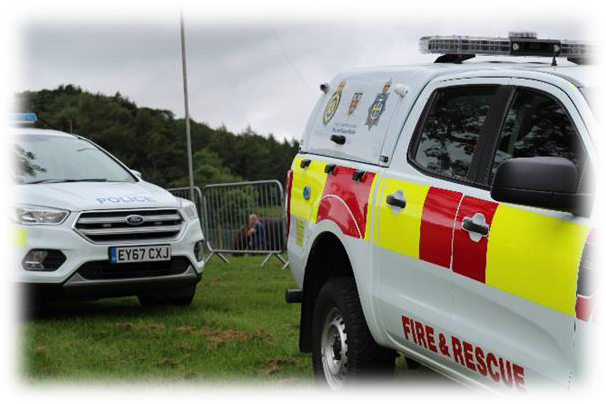 POLICE
EY67 CXJ
FIRE & RESCUE